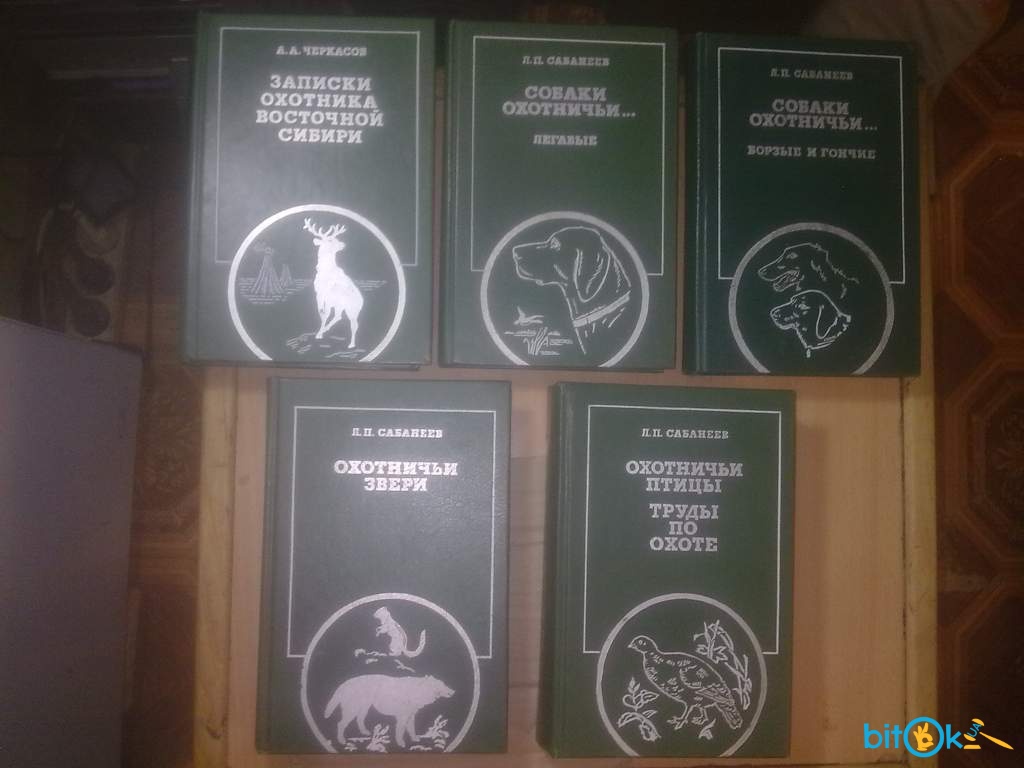 А.А. ЧЕРКАСОВ
ЗАПИСКИ
ОХОТНИКА
ВОСТОЧНОЙ
СИБИРИ
Л.П. САБАНЕЕВ
СОБАКИ
ОХОТНИЧЬИ...
ЛЕГАВЫЕ
Л.П. САБАНЕЕВ
СОБАКИ
ОХОТНИЧЬИ...
БОРЗЫЕ И ГОНЧИЕ
Л.П. САБАНЕЕВ
ОХОТНИЧЬИ
ЗВЕРИ
Л.П. САБАНЕЕВ
ОХОТНИЧЬИ
ПТИЦЫ
ТРУДЫ
ПО
ОХОТЕ
bitOk.ua